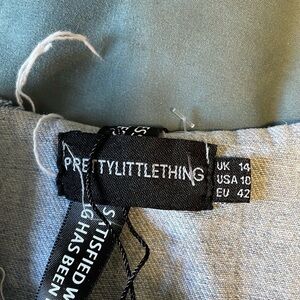 PRETTYLITTLETHING
UK 14
USA 10
EU 42
SATISFIED W
G HAS BEEN